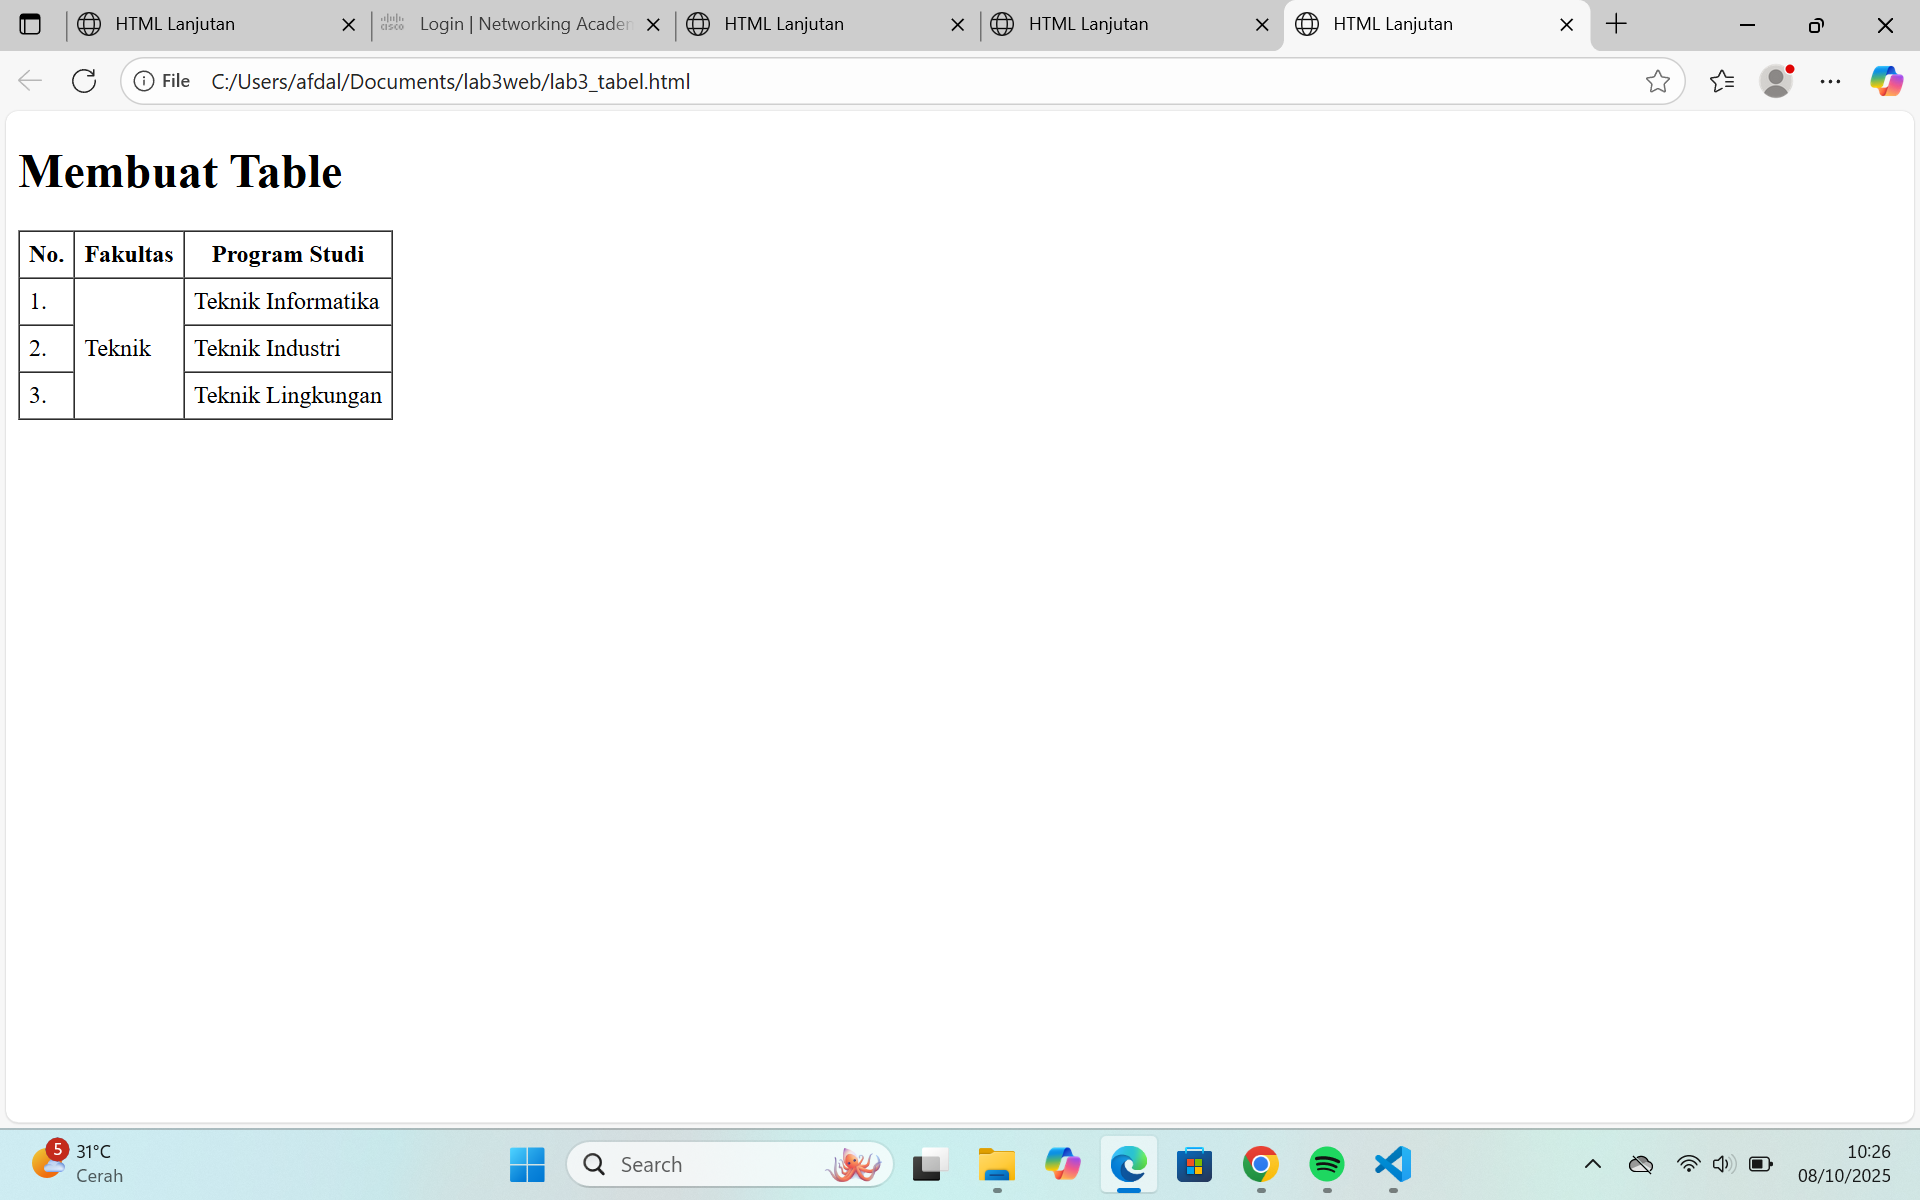 HTML Lanjutan
Login | Networking Academ
HTML Lanjutan
HTML Lanjutan
HTML Lanjutan
File C:/Users/afdal/Documents/lab3web/lab3_tabel.html
Membuat Table
No. Fakultas Program Studi
1. Teknik Informatika
2. Teknik Teknik Industri
3. Teknik Lingkungan
5 31°C
Cerah
Search
10:26
08/10/2025